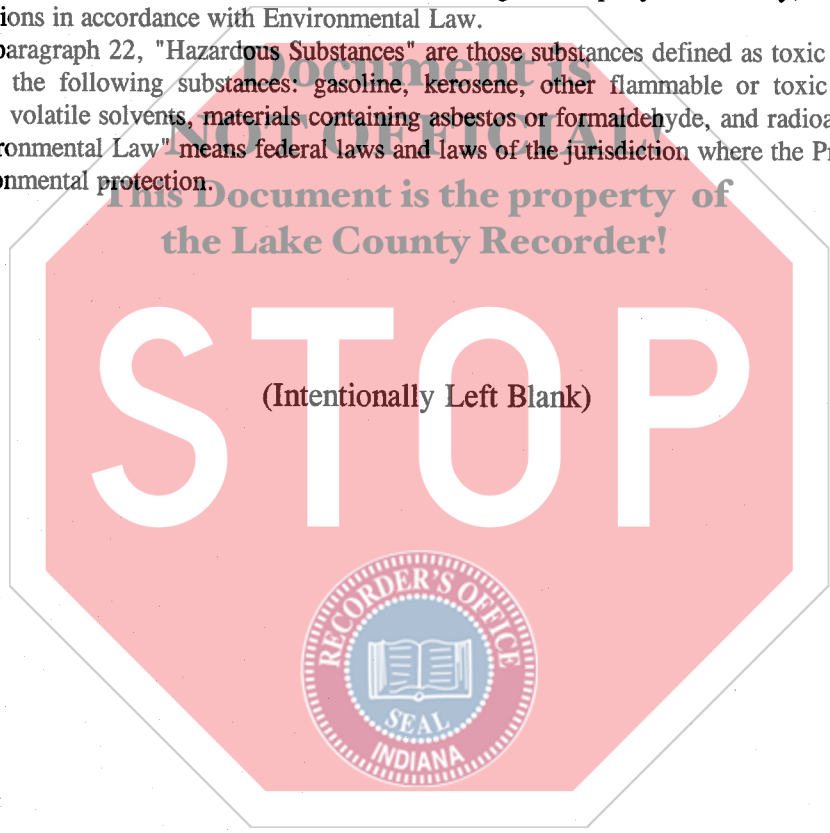 ions in accordance with Environmental Law.
paragraph 22, "Hazardous Substances" are those substances defined as toxic
the following substances: gasoline, kerosene, other flammable or toxic
volatile solvents, materials containing asbestos or formaldehyde, and radioa
ronmental Law" means federal laws and laws of the jurisdiction where the Pr
onmental protection.
Document is
NOT OFFICIAL!
This Document is the property of
the Lake County Recorder!
STOP
(Intentionally Left Blank)
RECORDER'S OFFICE
SEAL
INDIANA